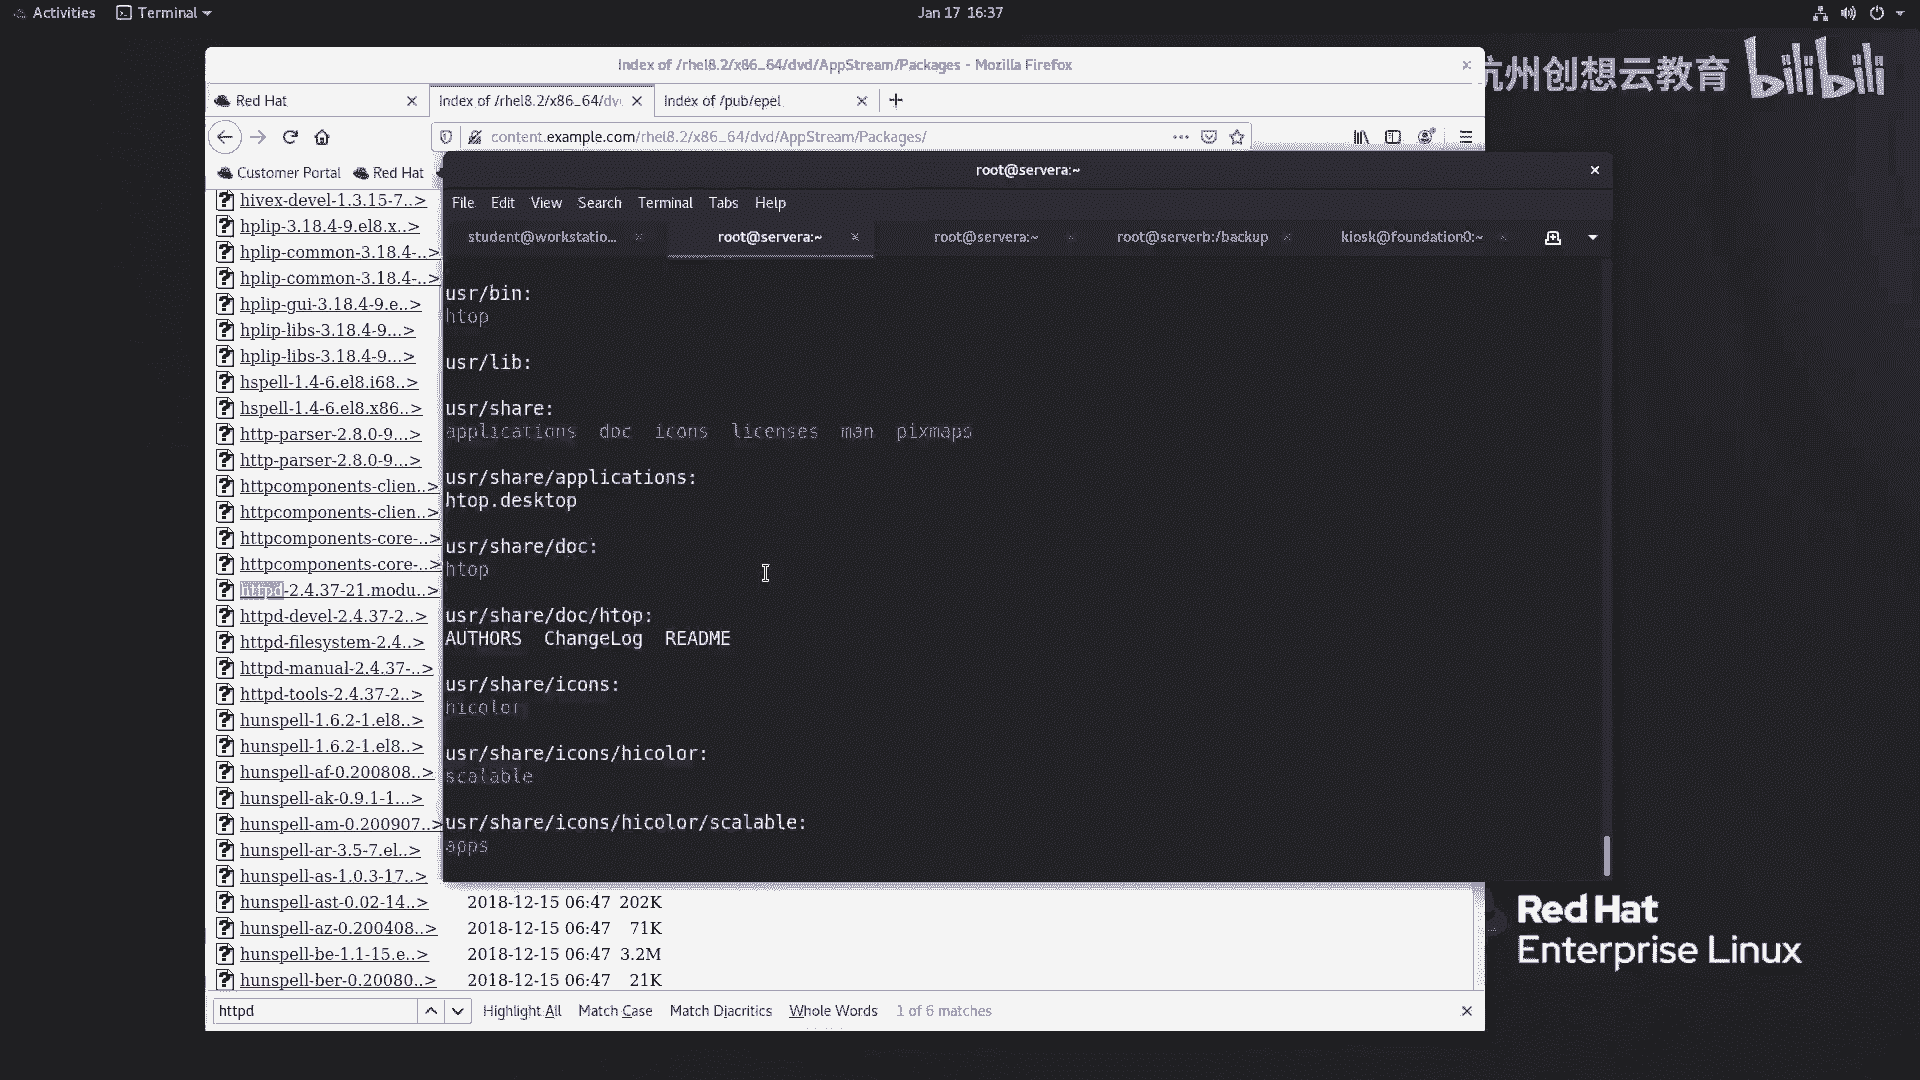 Activities Terminal Jan 17 16:37
杭州创想云教育 bilibili
Index of /rhel8.2/x86_64/dvd/AppStream/Packages - Mozilla Firefox
Red Hat Index of /rhel8.2/x86_64/dv Index of /pub/epel
content.example.com/rhel8.2/x86_64/dvd/AppStream/Packages/
Customer Portal Red Hat
root@servera:~
File Edit View Search Terminal Tabs Help
student@workstatio... root@servera:~ root@servera:~ root@serverb:/backup kiosk@foundation0:~
hivex-devel-1.3.15-7..>
hplip-3.18.4-9.el8.x..>
hplip-common-3.18.4-..>
hplip-common-3.18.4-..>
hplip-gui-3.18.4-9.e..>
hplip-libs-3.18.4-9...>
hplip-libs-3.18.4-9...>
hspell-1.4-6.el8.i68..>
hspell-1.4-6.el8.x86..>
http-parser-2.8.0-9...>
http-parser-2.8.0-9...>
httpcomponents-clien..>
httpcomponents-clien..>
httpcomponents-core-..>
httpcomponents-core-..>
httpd-2.4.37-21.modu..>
httpd-devel-2.4.37-2..>
httpd-filesystem-2.4..>
httpd-manual-2.4.37-..>
httpd-tools-2.4.37-2..>
hunspell-1.6.2-1.el8..>
hunspell-1.6.2-1.el8..>
hunspell-af-0.200808..>
hunspell-ak-0.9.1-1...>
hunspell-am-0.200907..>
hunspell-ar-3.5-7.el..>
hunspell-as-1.0.3-17..>
hunspell-ast-0.02-14..> 2018-12-15 06:47 202K
hunspell-az-0.200408..> 2018-12-15 06:47 71K
hunspell-be-1.1-15.e..> 2018-12-15 06:47 3.2M
hunspell-ber-0.20080..> 2018-12-15 06:47 21K
usr/bin:
htop
usr/lib:
usr/share:
applications doc icons licenses man pixmaps
usr/share/applications:
htop.desktop
usr/share/doc:
htop
usr/share/doc/htop:
AUTHORS ChangeLog README
usr/share/icons:
hicolor
usr/share/icons/hicolor:
scalable
usr/share/icons/hicolor/scalable:
apps
Red Hat
Enterprise Linux
httpd Highlight All Match Case Match Diacritics Whole Words 1 of 6 matches